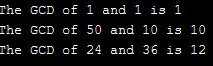 The GCD of 1 and 1 is 1
The GCD of 50 and 10 is 10
The GCD of 24 and 36 is 12